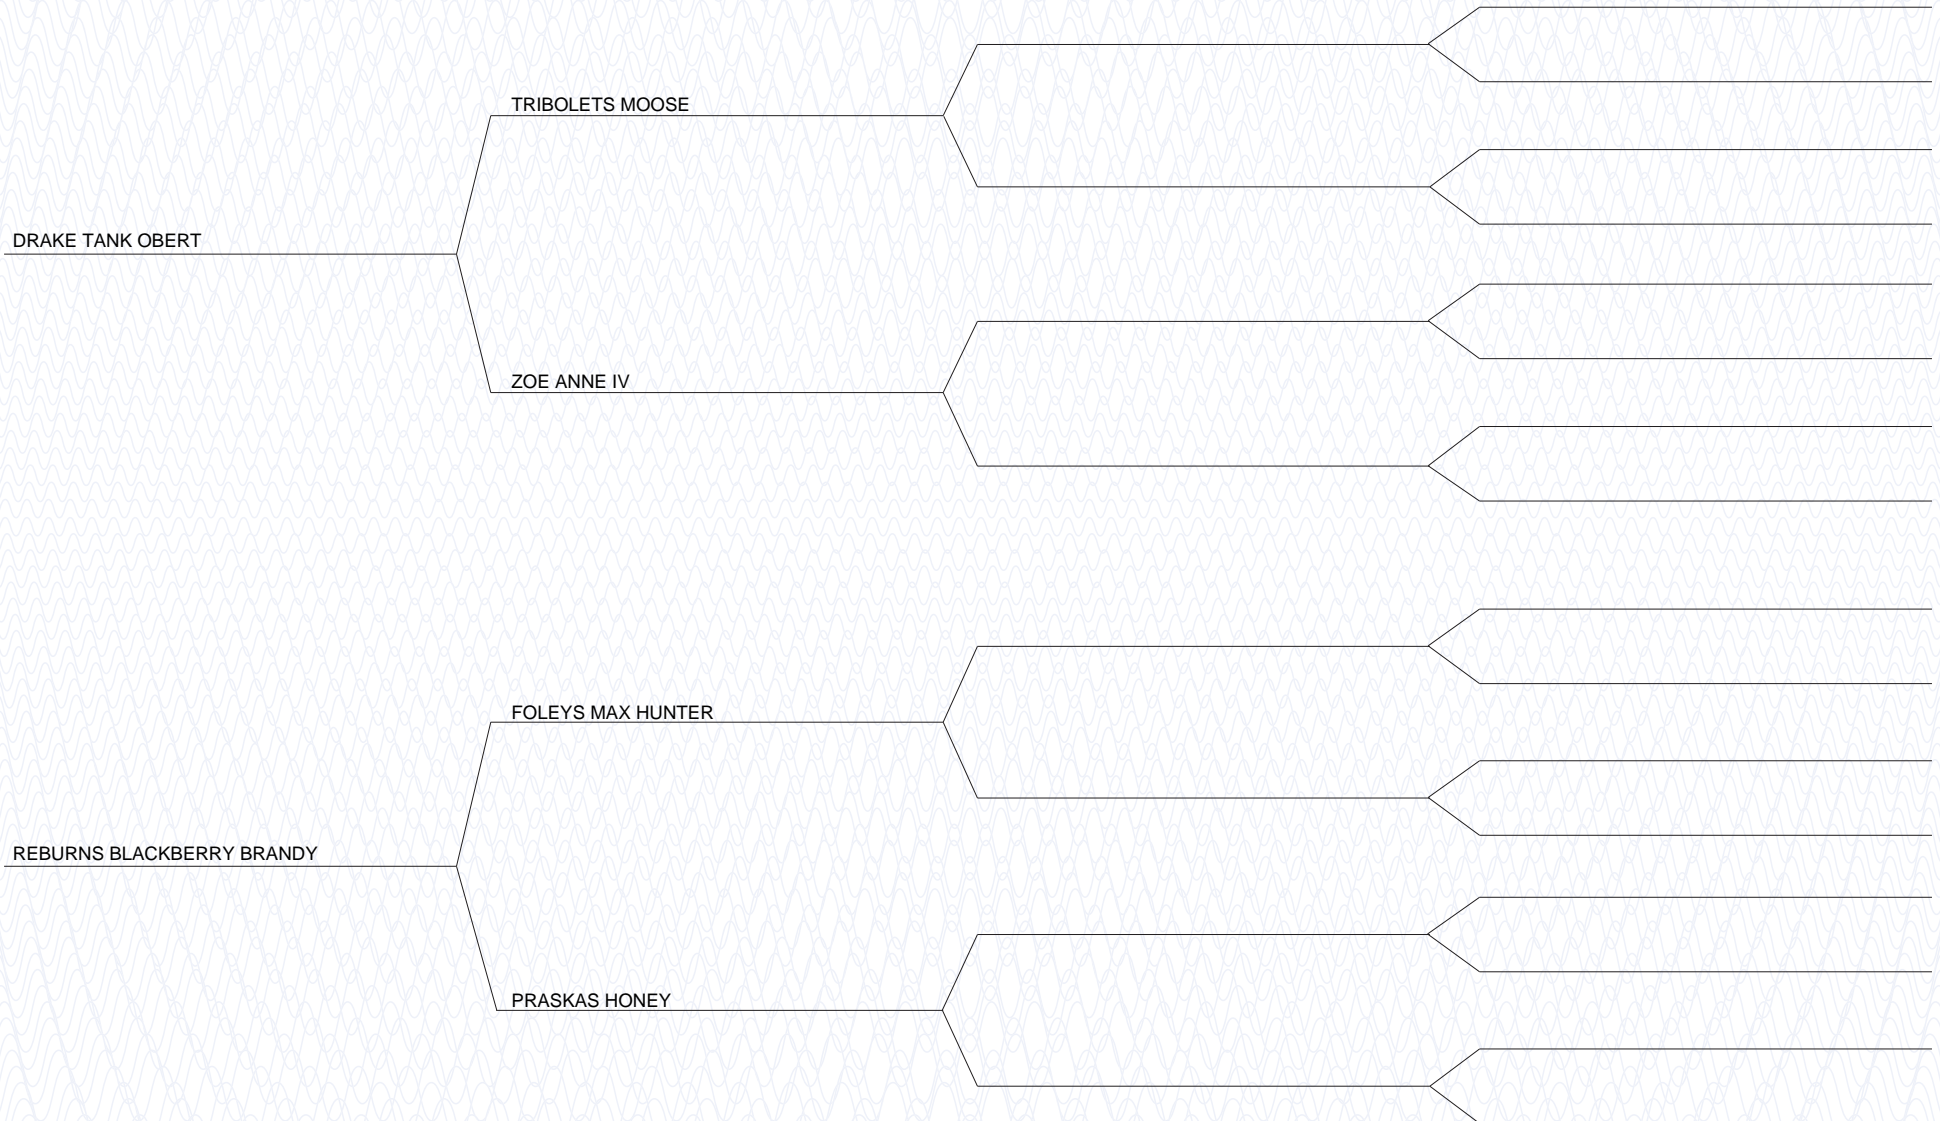 TRIBOLETS MOOSE
DRAKE TANK OBERT
ZOE ANNE IV
FOLEYS MAX HUNTER
REBURNS BLACKBERRY BRANDY
PRASKAS HONEY